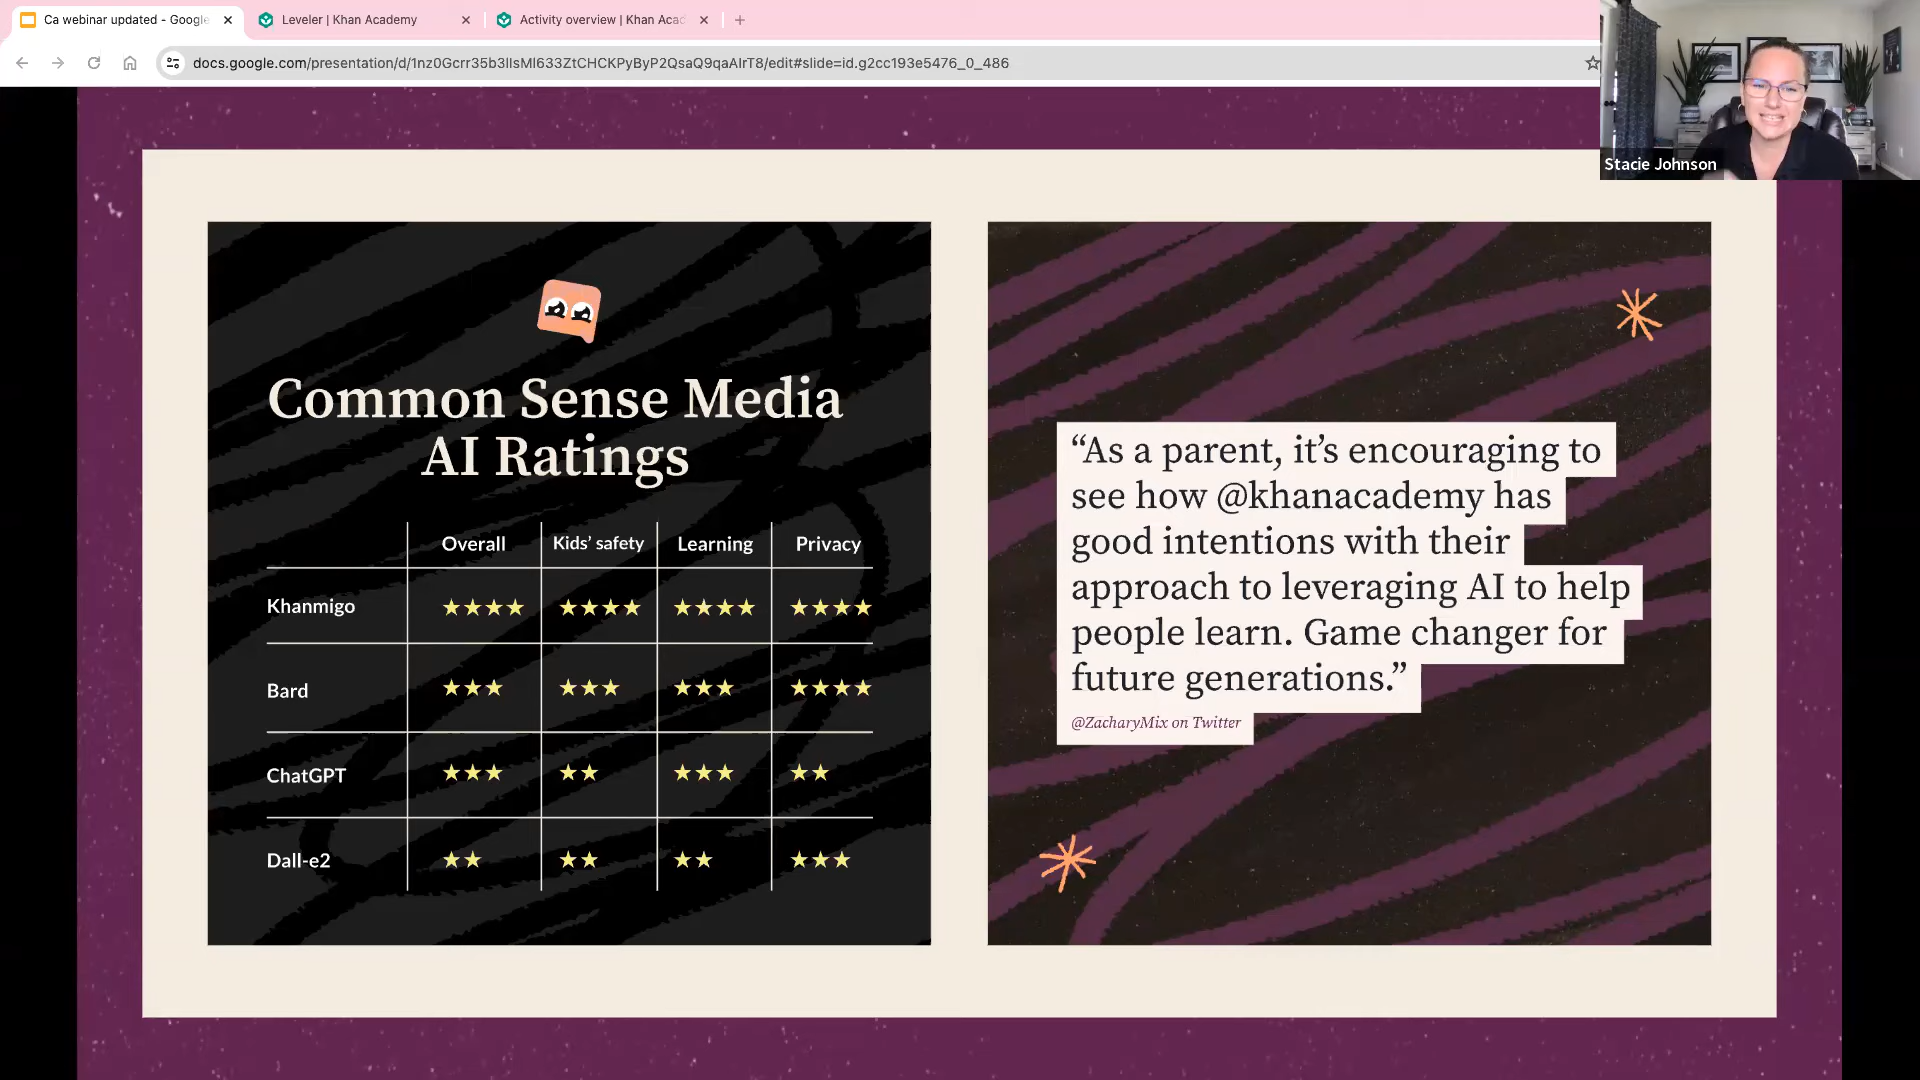 Ca webinar updated - Google
Leveler | Khan Academy
Activity overview | Khan Acad
docs.google.com/presentation/d/1nz0Gcrr35b3IlsMI633ZtCHCKPyByP2QsaQ9qaAIrT8/edit#slide=id.g2cc193e5476_0_486
Stacie Johnson
Common Sense Media
AI Ratings
Overall Kids’ safety Learning Privacy
Khanmigo ★★★★ ★★★★ ★★★★ ★★★★
Bard ★★★ ★★★ ★★★ ★★★★
ChatGPT ★★★ ★★ ★★★ ★★
Dall-e2 ★★ ★★ ★★ ★★★
“As a parent, it’s encouraging to
see how @khanacademy has
good intentions with their
approach to leveraging AI to help
people learn. Game changer for
future generations.”
@ZacharyMix on Twitter